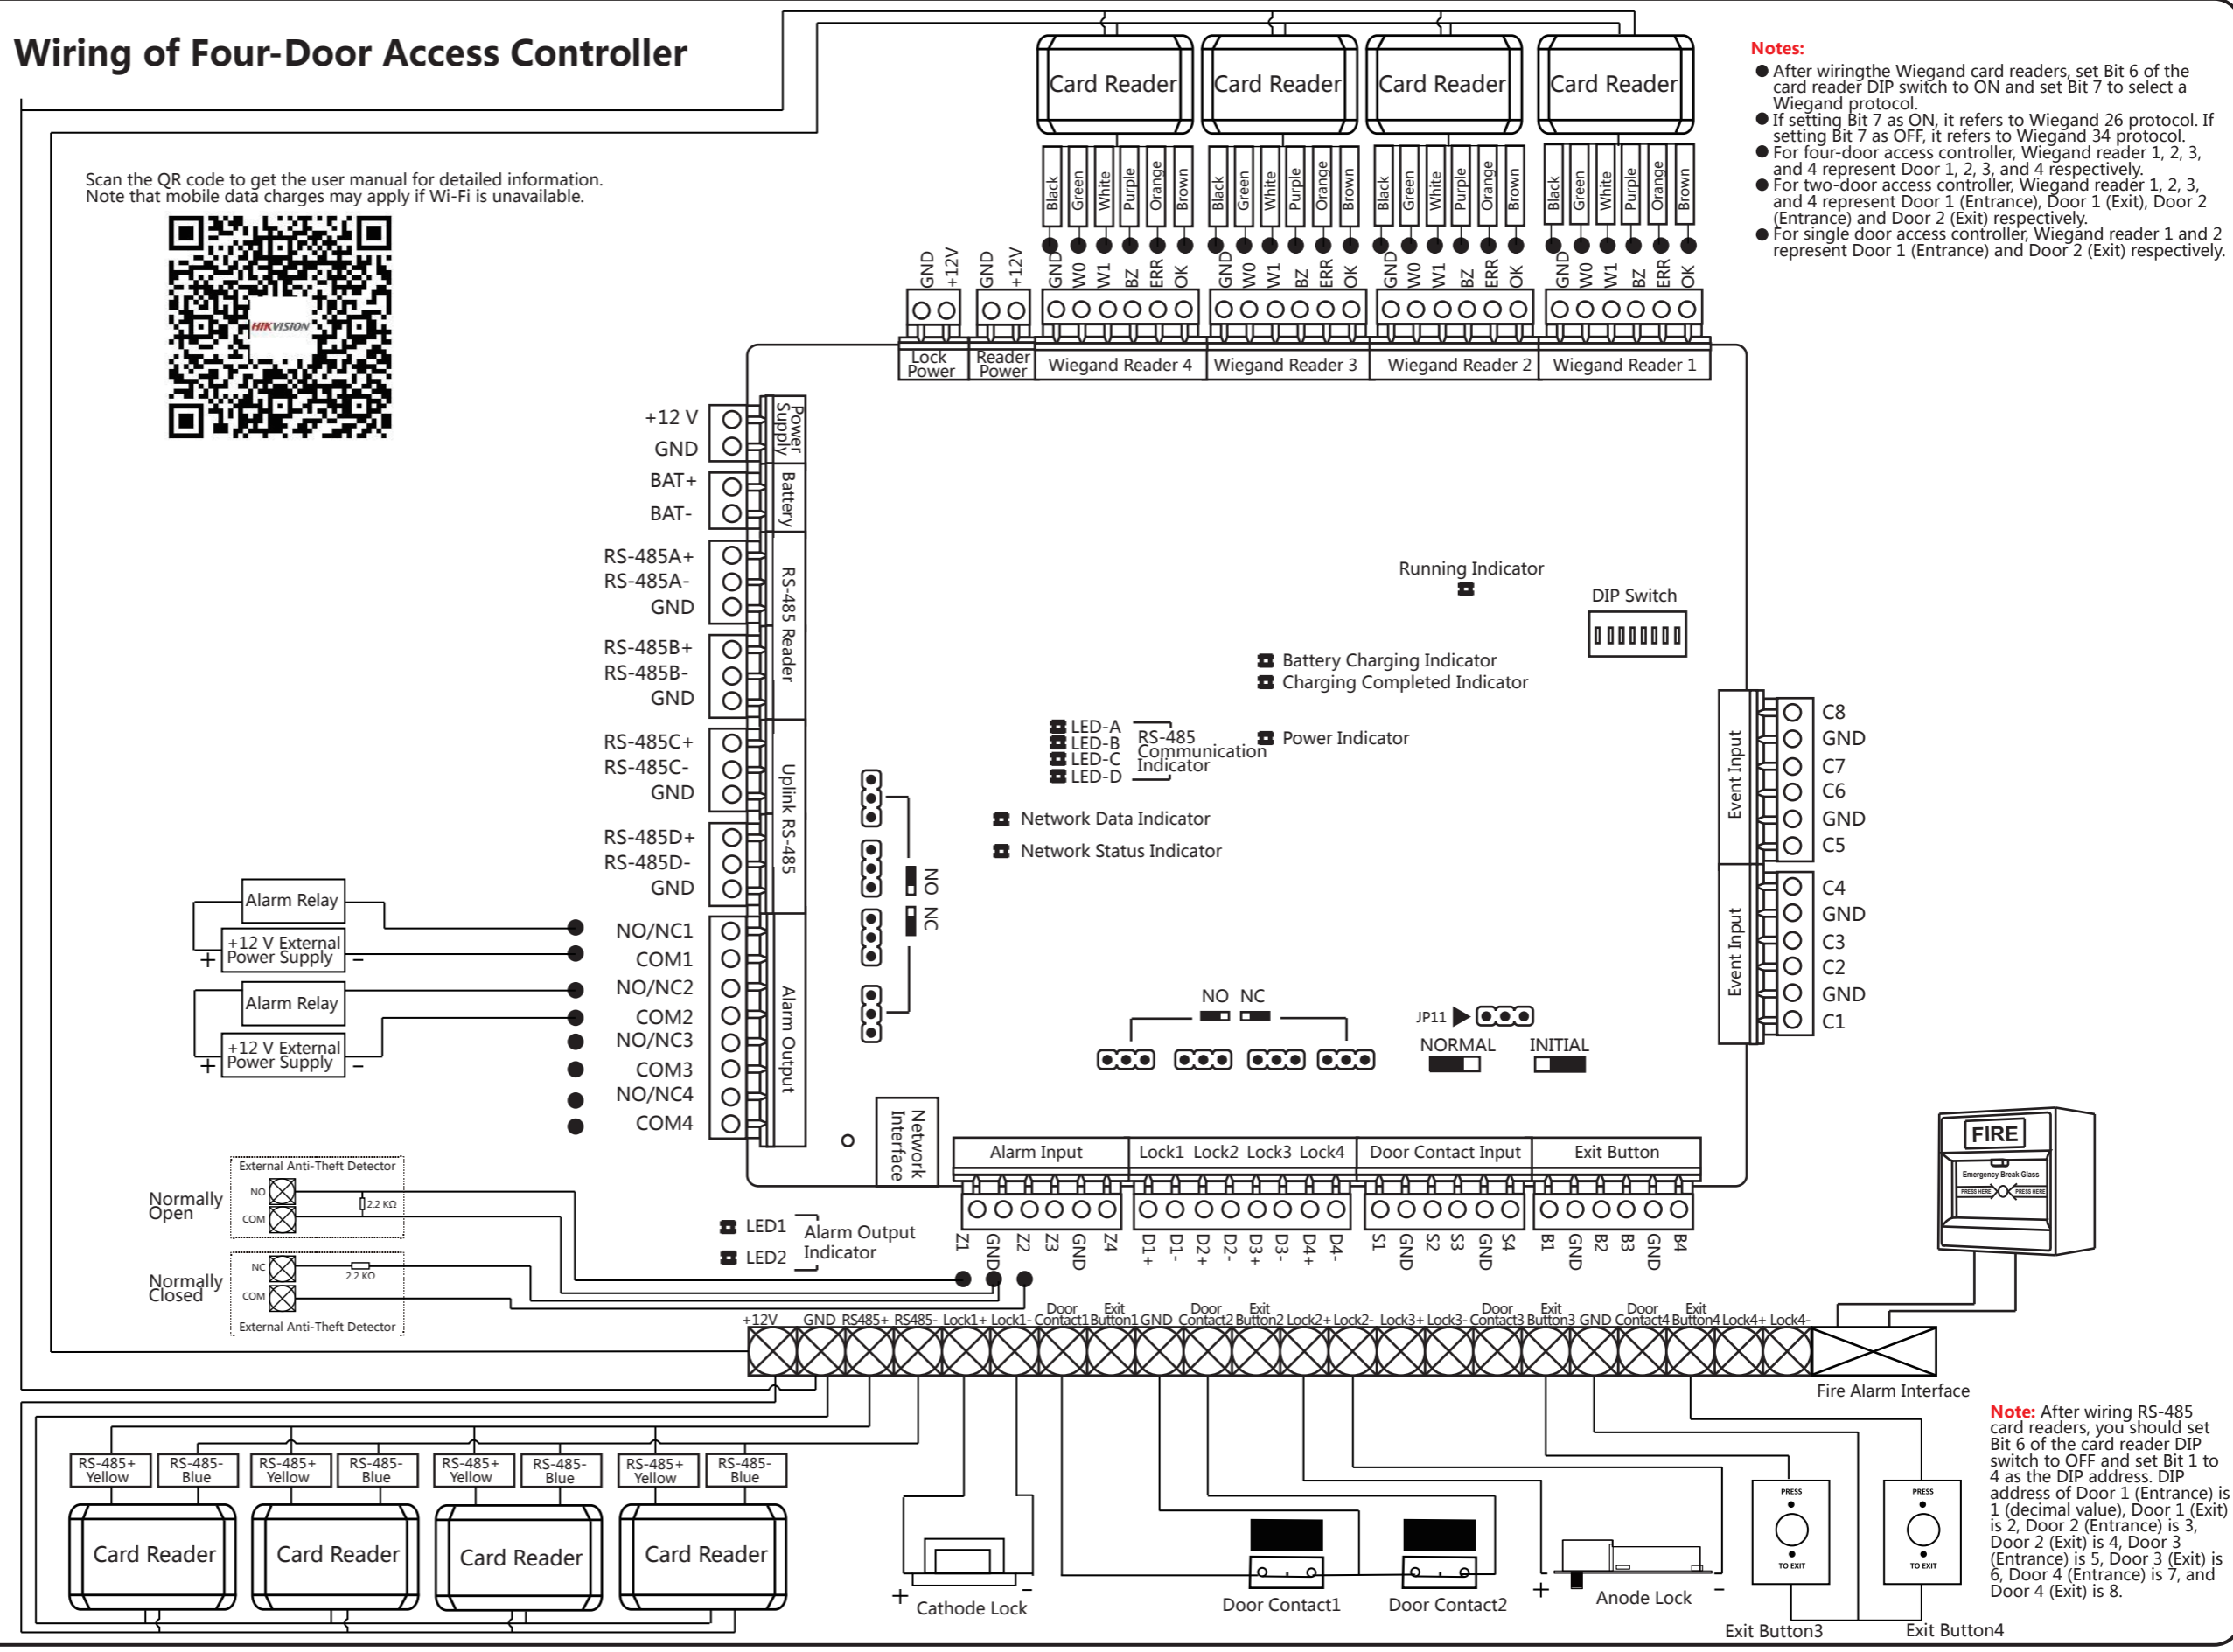 Wiring of Four-Door Access Controller
Scan the QR code to get the user manual for detailed information.
Note that mobile data charges may apply if Wi-Fi is unavailable.
HIKVISION
Card Reader Card Reader Card Reader Card Reader
Black Green White Purple Orange Brown Black Green White Purple Orange Brown Black Green White Purple Orange Brown Black Green White Purple Orange Brown
GND +12V GND +12V GND W0 W1 BZ ERR OK GND W0 W1 BZ ERR OK GND W0 W1 BZ ERR OK GND W0 W1 BZ ERR OK
Lock Power
Reader Power
Wiegand Reader 4 Wiegand Reader 3 Wiegand Reader 2 Wiegand Reader 1
Notes:
After wiringthe Wiegand card readers, set Bit 6 of the
card reader DIP switch to ON and set Bit 7 to select a
Wiegand protocol.
If setting Bit 7 as ON, it refers to Wiegand 26 protocol. If
setting Bit 7 as OFF, it refers to Wiegand 34 protocol.
For four-door access controller, Wiegand reader 1, 2, 3,
and 4 represent Door 1, 2, 3, and 4 respectively.
For two-door access controller, Wiegand reader 1, 2, 3,
and 4 represent Door 1 (Entrance), Door 1 (Exit), Door 2
(Entrance) and Door 2 (Exit) respectively.
For single door access controller, Wiegand reader 1 and 2
represent Door 1 (Entrance) and Door 2 (Exit) respectively.
+12 V
GND
Power Supply
BAT+
BAT-
Battery
RS-485A+
RS-485A-
GND
RS-485B+
RS-485B-
GND
RS-485 Reader
RS-485C+
RS-485C-
GND
RS-485D+
RS-485D-
GND
Uplink RS-485
NO/NC1
COM1
NO/NC2
COM2
NO/NC3
COM3
NO/NC4
COM4
Alarm Output
Alarm Relay
+12 V External
Power Supply
+ -
Alarm Relay
+12 V External
Power Supply
+ -
Running Indicator
DIP Switch
Battery Charging Indicator
Charging Completed Indicator
LED-A
LED-B
LED-C
LED-D
RS-485
Communication
Indicator
Power Indicator
Network Data Indicator
Network Status Indicator
NO
NC
NO NC
JP11
NORMAL INITIAL
Event Input
C8
GND
C7
C6
GND
C5
Event Input
C4
GND
C3
C2
GND
C1
Network
Interface
Alarm Input Lock1 Lock2 Lock3 Lock4 Door Contact Input Exit Button
Z1 GND Z2 Z3 GND Z4 D1+ D1- D2+ D2- D3+ D3- D4+ D4- S1 GND S2 S3 GND S4 B1 GND B2 B3 GND B4
LED1
LED2
Alarm Output
Indicator
External Anti-Theft Detector
Normally
Open
NO
COM
2.2 KΩ
Normally
Closed
NC
COM
2.2 KΩ
External Anti-Theft Detector
FIRE
Emergency Break Glass
PRESS HERE PRESS HERE
+12V GND RS485+ RS485- Lock1+ Lock1- Door Contact1 Exit Button1 GND Door Contact2 Exit Button2 Lock2+ Lock2- Lock3+ Lock3- Door Contact3 Exit Button3 GND Door Contact4 Exit Button4 Lock4+ Lock4-
Fire Alarm Interface
RS-485+ Yellow
RS-485- Blue
RS-485+ Yellow
RS-485- Blue
RS-485+ Yellow
RS-485- Blue
RS-485+ Yellow
RS-485- Blue
Card Reader Card Reader Card Reader Card Reader
+ -
Cathode Lock
Door Contact1
Door Contact2
+ -
Anode Lock
PRESS
TO EXIT
Exit Button3
PRESS
TO EXIT
Exit Button4
Note: After wiring RS-485
card readers, you should set
Bit 6 of the card reader DIP
switch to OFF and set Bit 1 to
4 as the DIP address. DIP
address of Door 1 (Entrance) is
1 (decimal value), Door 1 (Exit)
is 2, Door 2 (Entrance) is 3,
Door 2 (Exit) is 4, Door 3
(Entrance) is 5, Door 3 (Exit) is
6, Door 4 (Entrance) is 7, and
Door 4 (Exit) is 8.